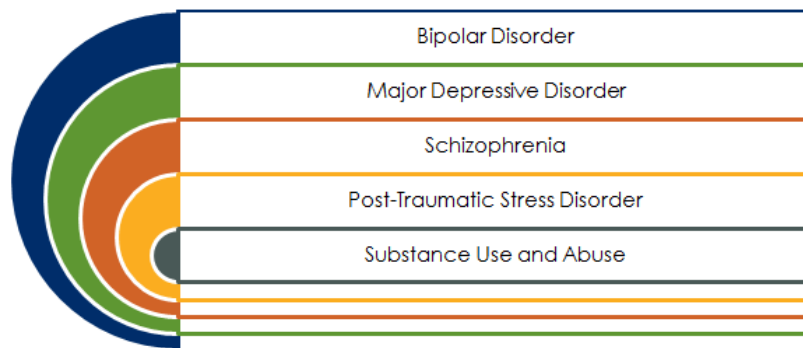 Bipolar Disorder
Major Depressive Disorder
Schizophrenia
Post-Traumatic Stress Disorder
Substance Use and Abuse